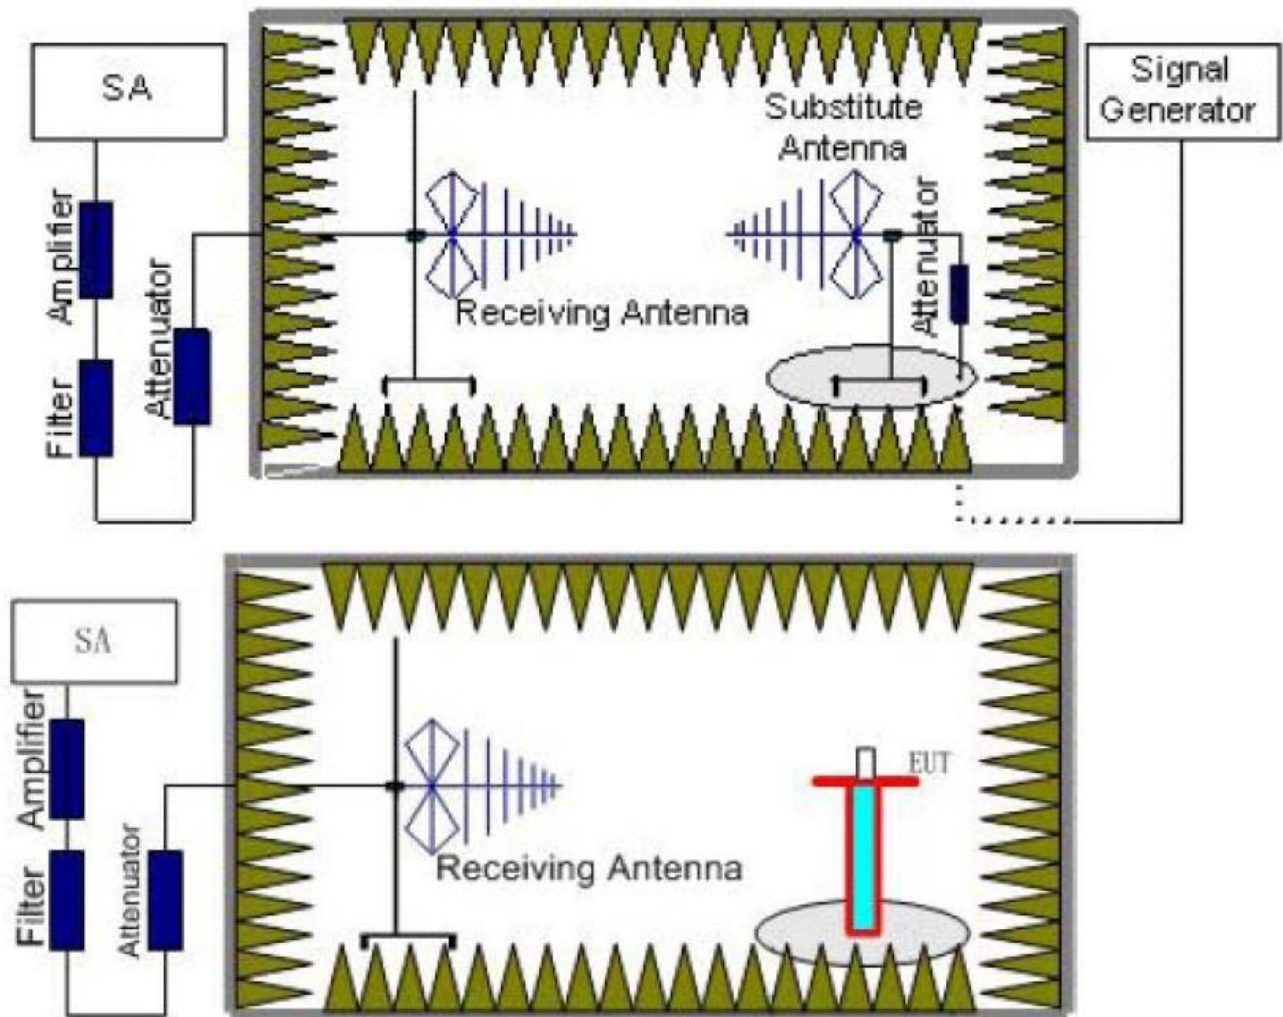 SA
Signal
Generator
Substitute
Antenna
Amplifier
Attenuator
Attenuator
Receiving Antenna
Filter
SA
Amplifier
EUT
Attenuator
Receiving Antenna
Filter